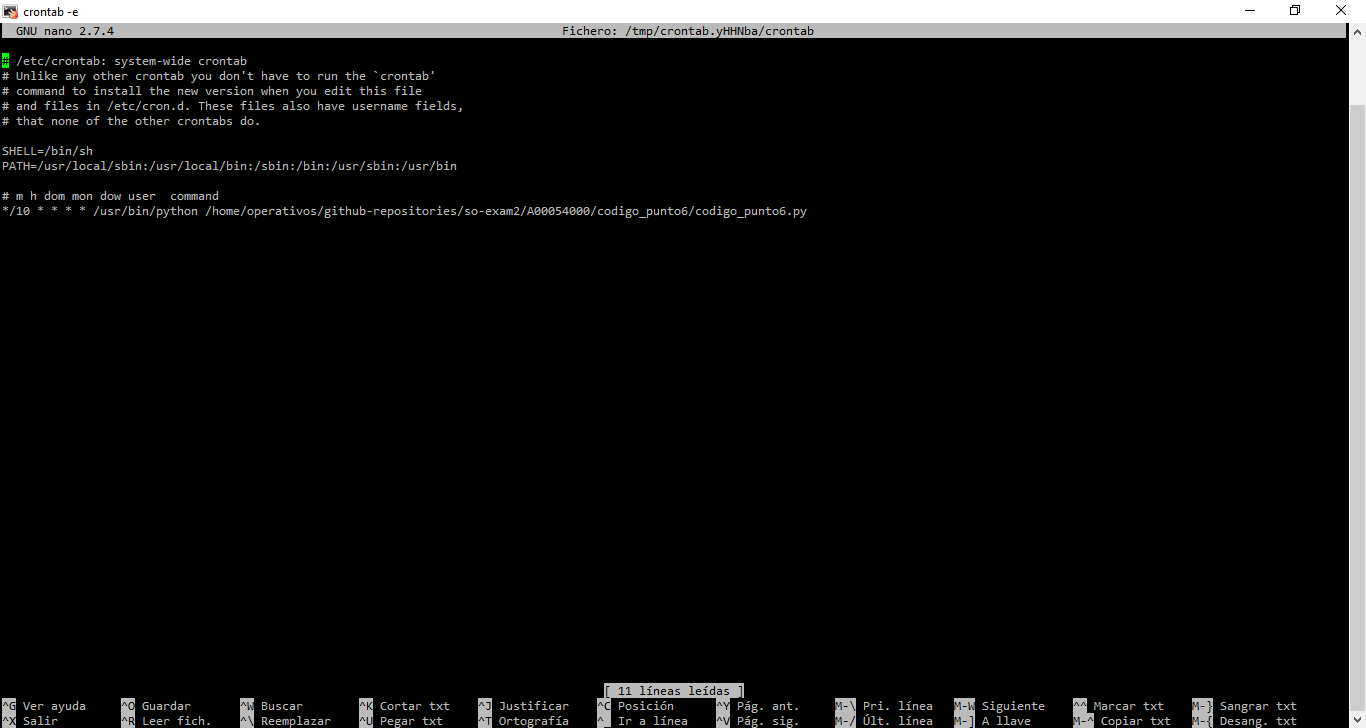 crontab -e
GNU nano 2.7.4 Fichero: /tmp/crontab.yHHNba/crontab
# /etc/crontab: system-wide crontab
# Unlike any other crontab you don't have to run the `crontab'
# command to install the new version when you edit this file
# and files in /etc/cron.d. These files also have username fields,
# that none of the other crontabs do.
SHELL=/bin/sh
PATH=/usr/local/sbin:/usr/local/bin:/sbin:/bin:/usr/sbin:/usr/bin
# m h dom mon dow user  command
*/10 * * * * /usr/bin/python /home/operativos/github-repositories/so-exam2/A00054000/codigo_punto6/codigo_punto6.py
[ 11 líneas leídas ]
^G Ver ayuda ^O Guardar ^W Buscar ^K Cortar txt ^J Justificar ^C Posición ^Y Pág. ant. M-\ Pri. línea M-W Siguiente ^^ Marcar txt M-} Sangrar txt
^X Salir ^R Leer fich. ^\ Reemplazar ^U Pegar txt ^T Ortografía ^_ Ir a línea ^V Pág. sig. M-/ Últ. línea M-] A llave M-^ Copiar txt M-{ Desang. txt